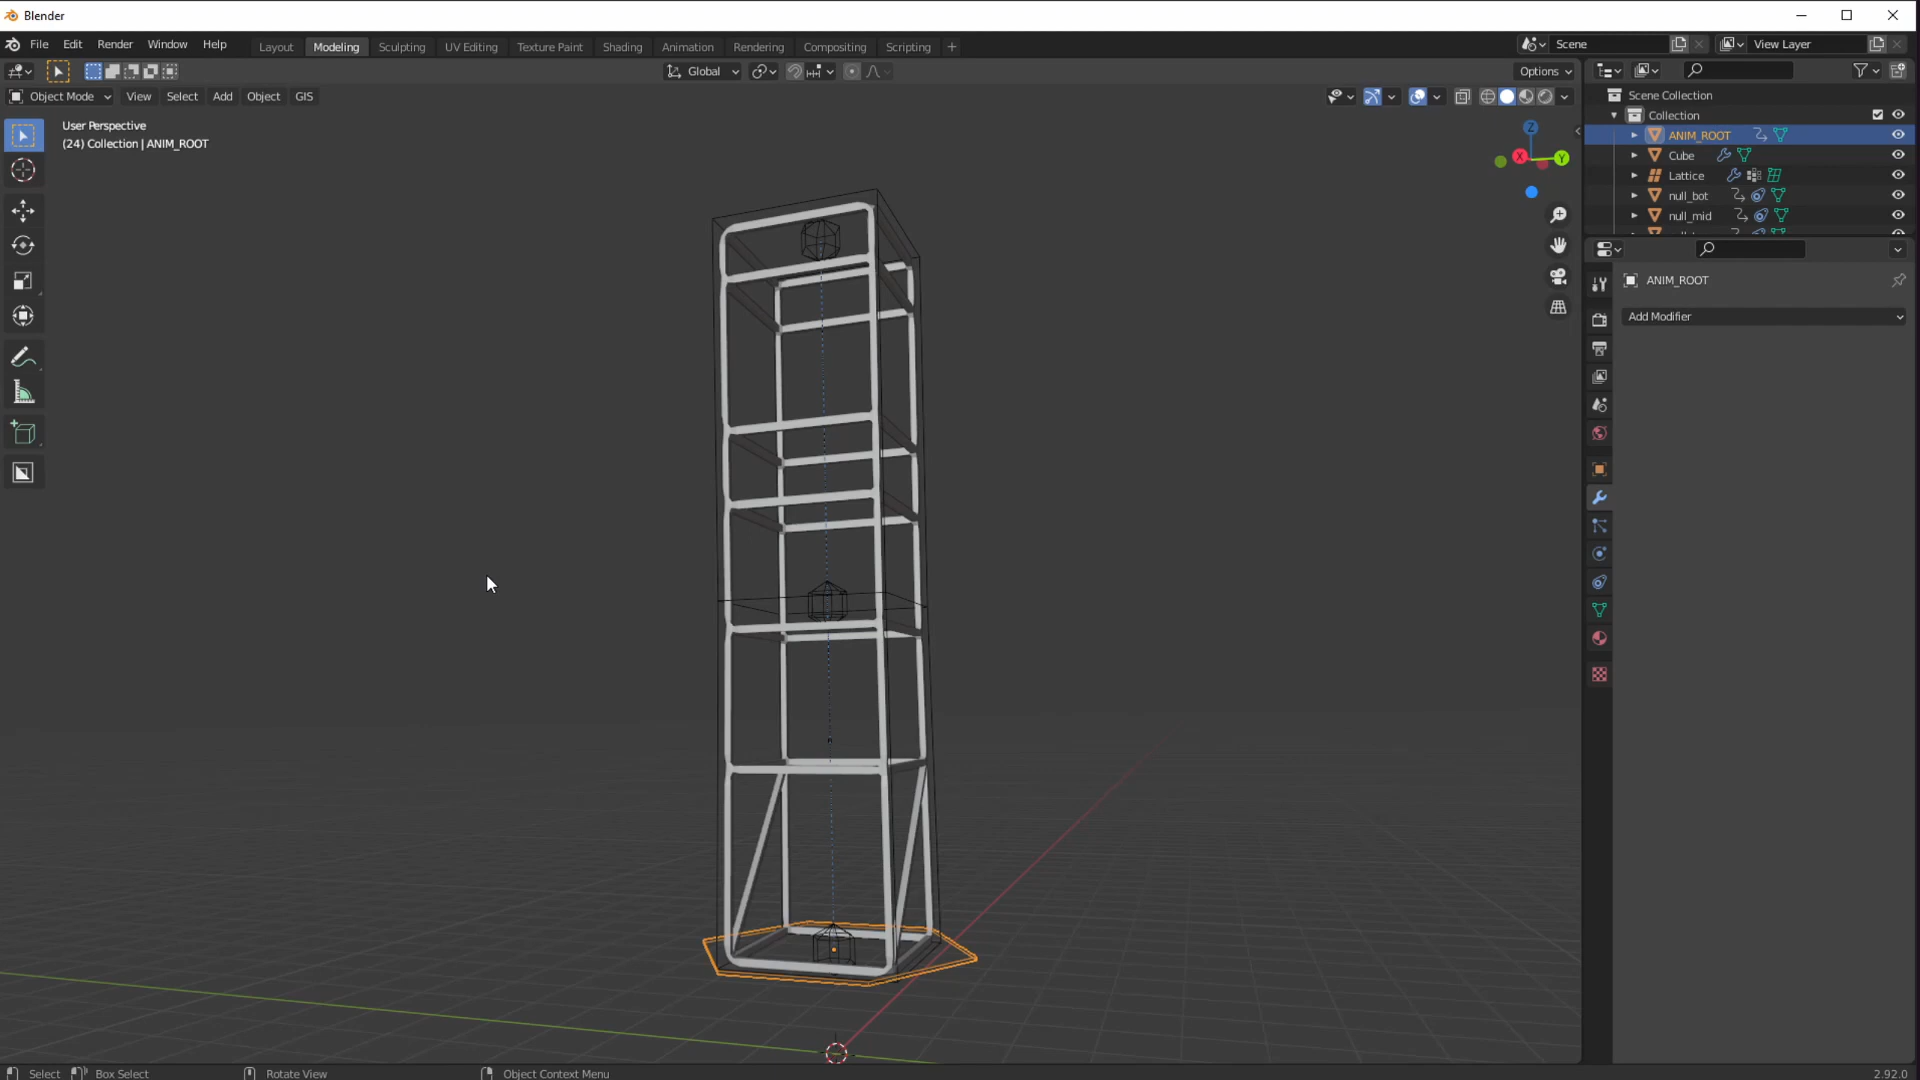 Blender
File Edit Render Window Help Layout Modeling Sculpting UV Editing Texture Paint Shading Animation Rendering Compositing Scripting + Scene View Layer
Global Options
Object Mode View Select Add Object GIS
User Perspective
(24) Collection | ANIM_ROOT
Z
X
Y
Scene Collection
Collection
ANIM_ROOT
Cube
Lattice
null_bot
null_mid
ANIM_ROOT
Add Modifier
Select Box Select Rotate View Object Context Menu 2.92.0